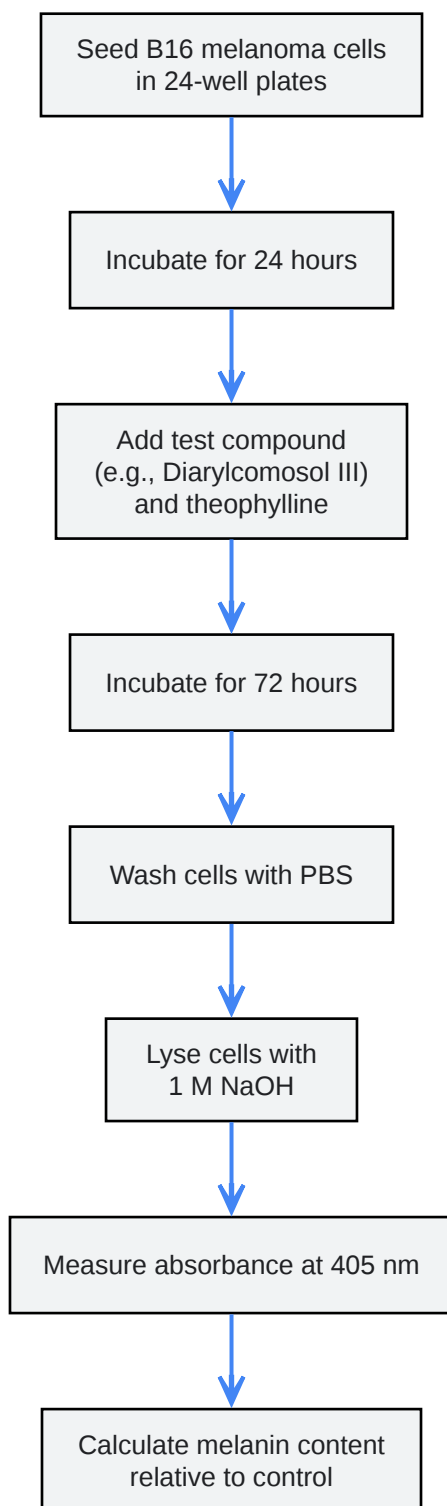 Seed B16 melanoma cells
in 24-well plates
Incubate for 24 hours
Add test compound
(e.g., Diarylcomosol III)
and theophylline
Incubate for 72 hours
Wash cells with PBS
Lyse cells with
1 M NaOH
Measure absorbance at 405 nm
Calculate melanin content
relative to control